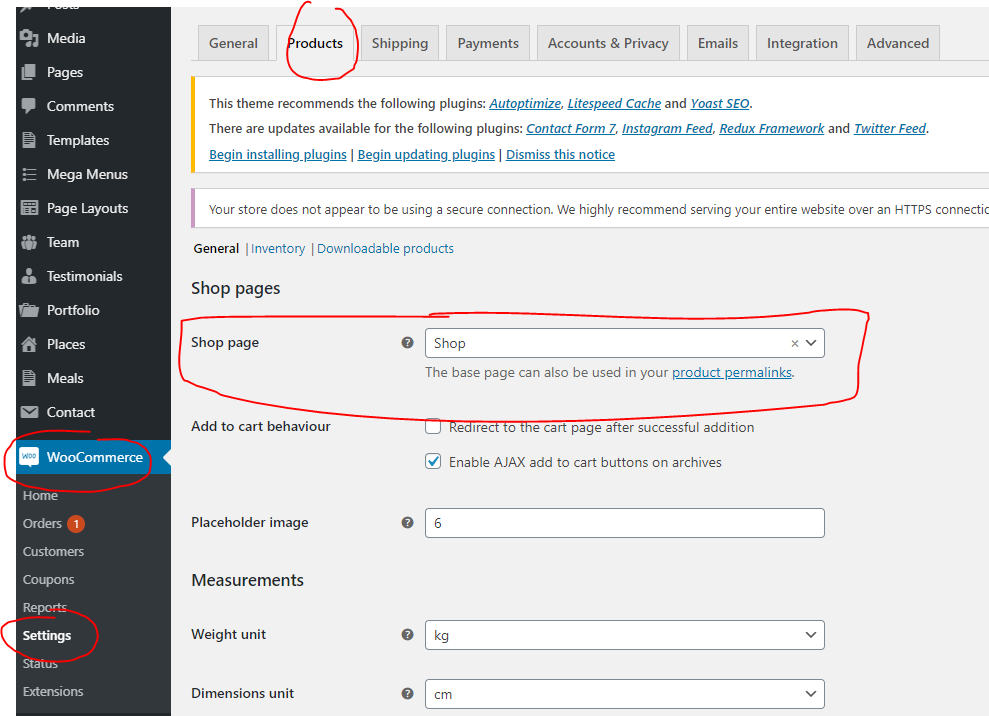 Posts
Media
Pages
Comments
Templates
Mega Menus
Page Layouts
Team
Testimonials
Portfolio
Places
Meals
Contact
WOO WooCommerce
Home
Orders 1
Customers
Coupons
Reports
Settings
Status
Extensions
General Products Shipping Payments Accounts & Privacy Emails Integration Advanced
This theme recommends the following plugins: Autoptimize, Litespeed Cache and Yoast SEO.
There are updates available for the following plugins: Contact Form 7, Instagram Feed, Redux Framework and Twitter Feed.
Begin installing plugins | Begin updating plugins | Dismiss this notice
Your store does not appear to be using a secure connection. We highly recommend serving your entire website over an HTTPS connectio
General | Inventory | Downloadable products
Shop pages
Shop page ? Shop × 
The base page can also be used in your product permalinks.
Add to cart behaviour Redirect to the cart page after successful addition
Enable AJAX add to cart buttons on archives
Placeholder image ? 6
Measurements
Weight unit ? kg
Dimensions unit ? cm